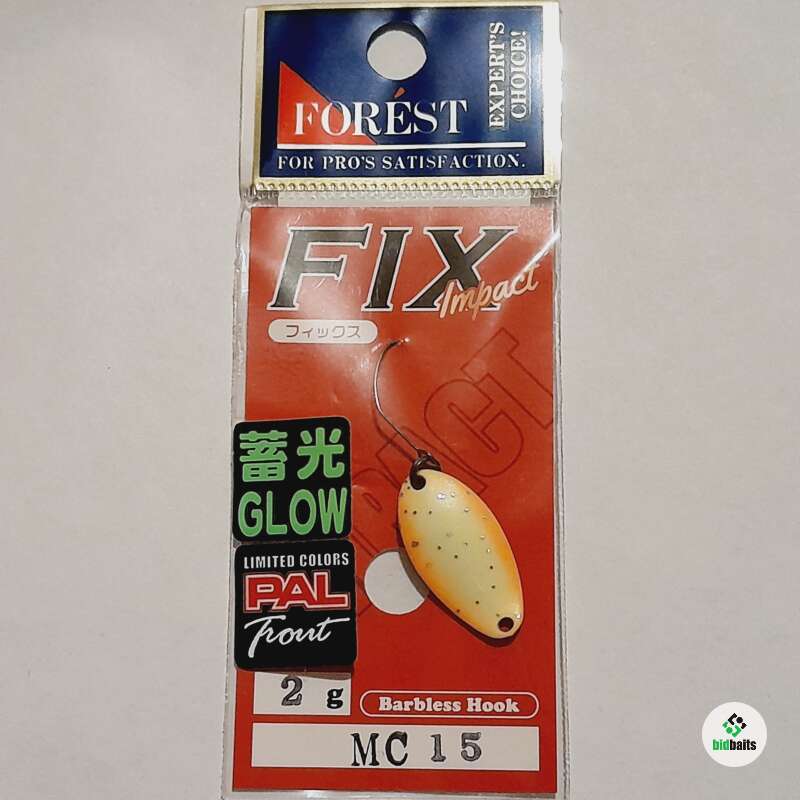 FORÉST
FOR PRO'S SATISFACTION.
EXPERT'S
CHOICE!
FIX
Impact
フィックス
IMPACT
蓄光
GLOW
LIMITED COLORS
PAL
Trout
2 g
Barbless Hook
MC 15
bidbaits